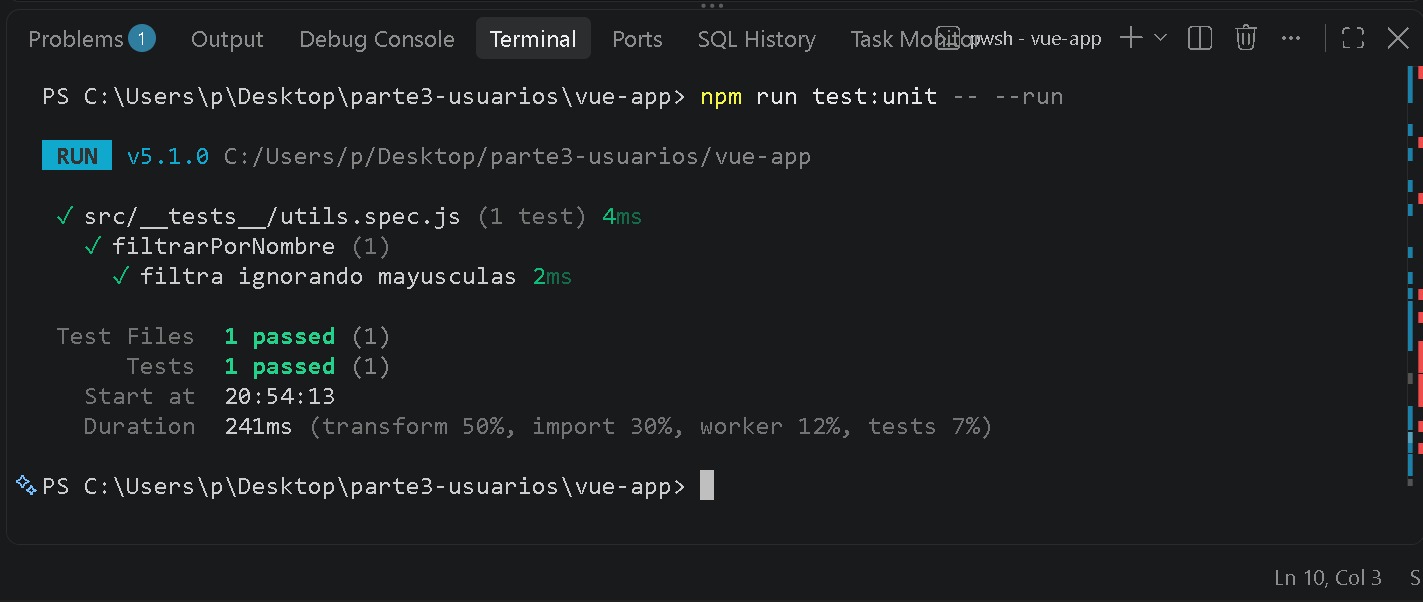 Problems 1 Output Debug Console Terminal Ports SQL History Task Monitor pwsh - vue-app
PS C:\Users\p\Desktop\parte3-usuarios\vue-app> npm run test:unit -- --run
RUN v5.1.0 C:/Users/p/Desktop/parte3-usuarios/vue-app
✓ src/__tests__/utils.spec.js (1 test) 4ms
✓ filtrarPorNombre (1)
✓ filtra ignorando mayusculas 2ms
Test Files 1 passed (1)
Tests 1 passed (1)
Start at 20:54:13
Duration 241ms (transform 50%, import 30%, worker 12%, tests 7%)
PS C:\Users\p\Desktop\parte3-usuarios\vue-app>
Ln 10, Col 3 S